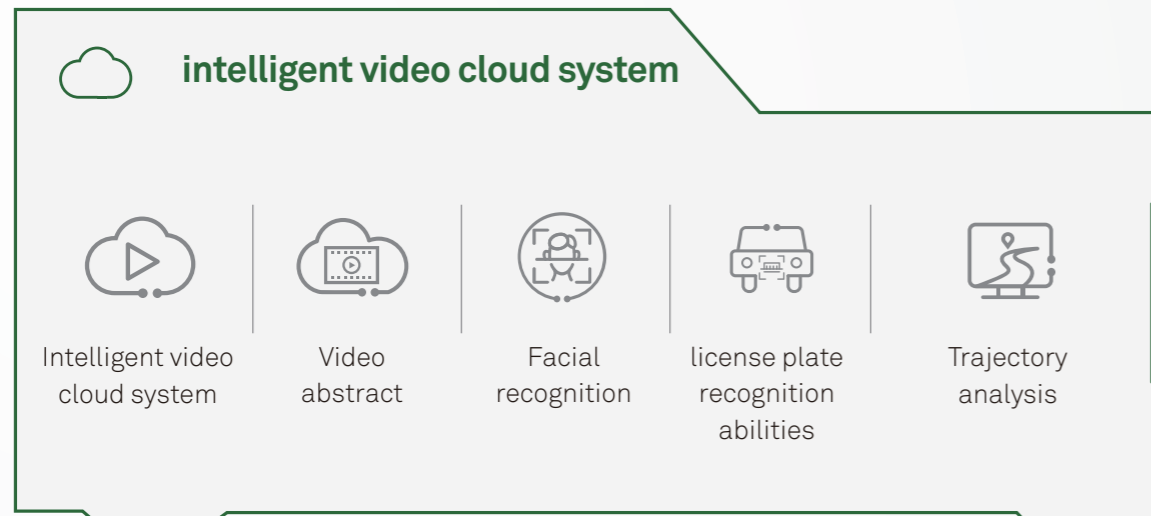 intelligent video cloud system
Intelligent video
cloud system
Video
abstract
Facial
recognition
license plate
recognition
abilities
Trajectory
analysis